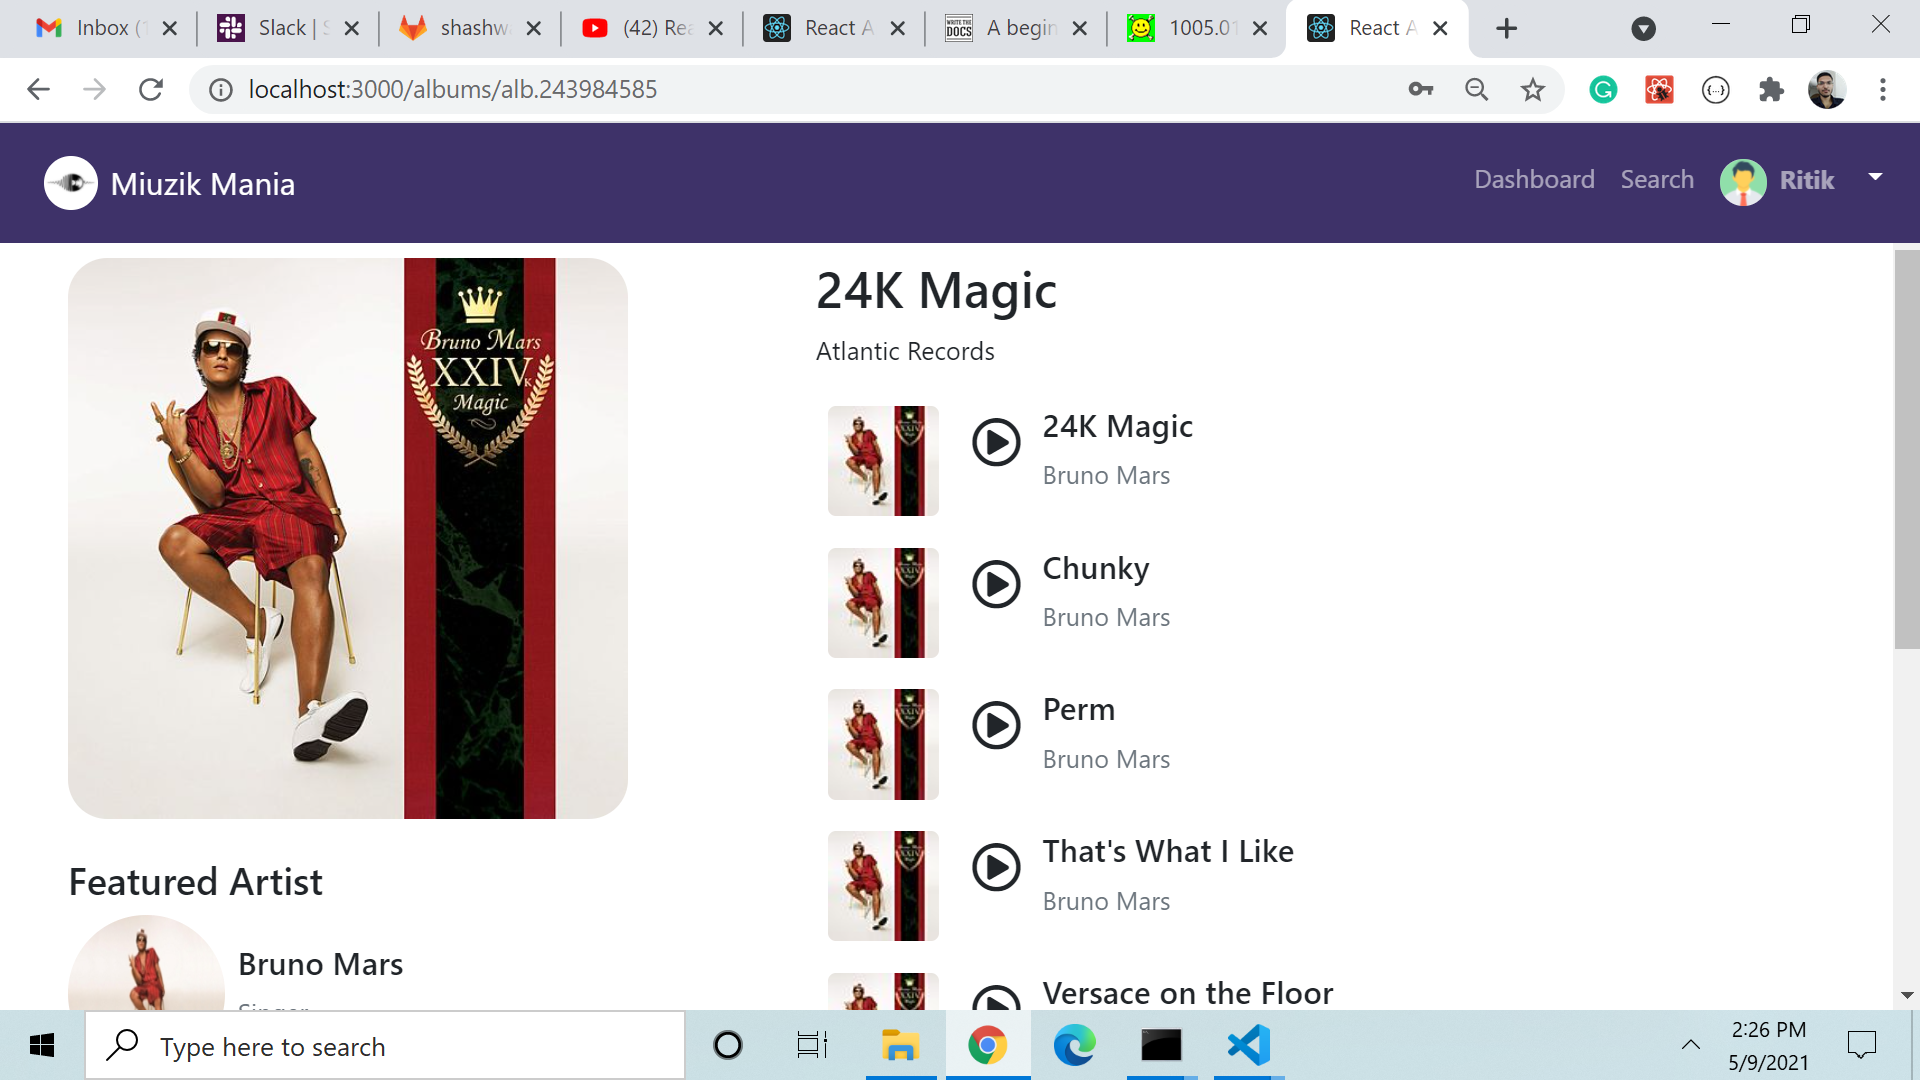 Inbox (1
Slack | S
shashwa
(42) Rea
React A
A begin
1005.01
React A
localhost:3000/albums/alb.243984585
Miuzik Mania
Dashboard
Search
Ritik
Bruno Mars
XXIVK
Magic
24K Magic
Atlantic Records
24K Magic
Bruno Mars
Chunky
Bruno Mars
Perm
Bruno Mars
That's What I Like
Bruno Mars
Versace on the Floor
Featured Artist
Bruno Mars
Singer
Type here to search
2:26 PM
5/9/2021